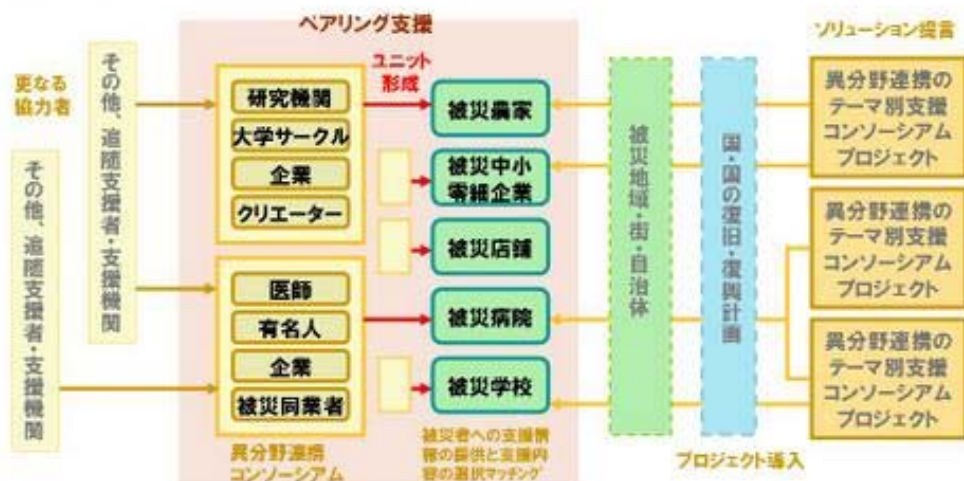 ペアリング支援
ソリューション提言
更なる
協力者
その他、追随支援者・支援機関
その他、追随支援者・支援機関
研究機関
大学サークル
企業
クリエーター
医師
有名人
企業
被災同業者
異分野連携
コンソーシアム
ユニット
形成
被災農家
被災中小
零細企業
被災店舗
被災病院
被災学校
被災者への支援情
報の提供と支援内
容の選択マッチング
被災地域・街・自治体
国・国の復旧・復興計画
プロジェクト導入
異分野連携の
テーマ別支援
コンソーシアム
プロジェクト
異分野連携の
テーマ別支援
コンソーシアム
プロジェクト
異分野連携の
テーマ別支援
コンソーシアム
プロジェクト